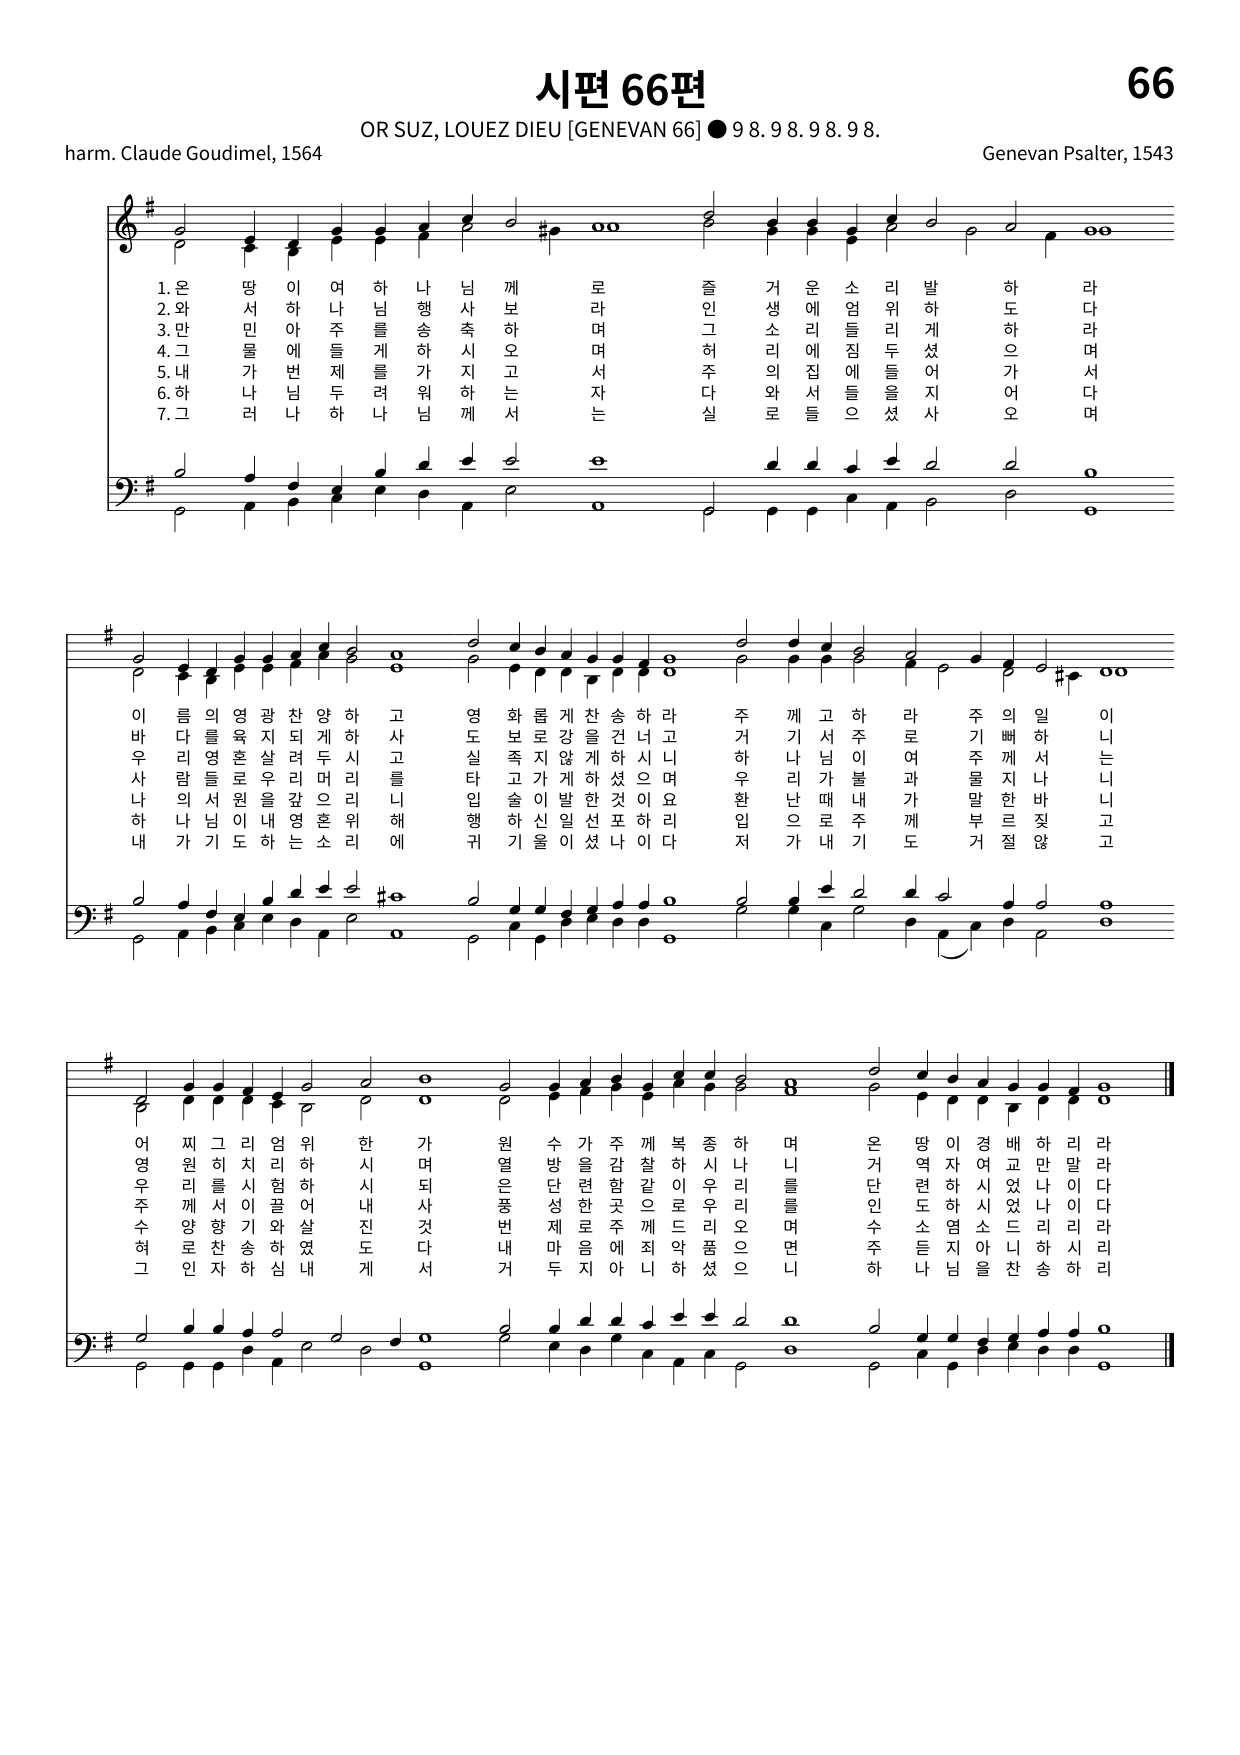 66
시편 66편
OR SUZ, LOUEZ DIEU [GENEVAN 66] ● 9 8. 9 8. 9 8. 9 8.
harm. Claude Goudimel, 1564
Genevan Psalter, 1543
1. 온 땅 이 여 하 나 님 께 로 즐 거 운 소 리 발 하 라
2. 와 서 하 나 님 행 사 보 라 인 생 에 엄 위 하 도 다
3. 만 민 아 주 를 송 축 하 며 그 소 리 들 리 게 하 라
4. 그 물 에 들 게 하 시 오 며 허 리 에 짐 두 셨 으 며
5. 내 가 번 제 를 가 지 고 서 주 의 집 에 들 어 가 서
6. 하 나 님 두 려 워 하 는 자 다 와 서 들 을 지 어 다
7. 그 러 나 하 나 님 께 서 는 실 로 들 으 셨 사 오 며
이 름 의 영 광 찬 양 하 고 영 화 롭 게 찬 송 하 라 주 께 고 하 라 주 의 일 이
바 다 를 육 지 되 게 하 사 도 보 로 강 을 건 너 고 거 기 서 주 로 기 뻐 하 니
우 리 영 혼 살 려 두 시 고 실 족 지 않 게 하 시 니 하 나 님 이 여 주 께 서 는
사 람 들 로 우 리 머 리 를 타 고 가 게 하 셨 으 며 우 리 가 불 과 물 지 나 니
나 의 서 원 을 갚 으 리 니 입 술 이 발 한 것 이 요 환 난 때 내 가 말 한 바 니
하 나 님 이 내 영 혼 위 해 행 하 신 일 선 포 하 리 입 으 로 주 께 부 르 짖 고
내 가 기 도 하 는 소 리 에 귀 기 울 이 셨 나 이 다 저 가 내 기 도 거 절 않 고
어 찌 그 리 엄 위 한 가 원 수 가 주 께 복 종 하 며 온 땅 이 경 배 하 리 라
영 원 히 치 리 하 시 며 열 방 을 감 찰 하 시 나 니 거 역 자 여 교 만 말 라
우 리 를 시 험 하 시 되 은 단 련 함 같 이 우 리 를 단 련 하 시 었 나 이 다
주 께 서 이 끌 어 내 사 풍 성 한 곳 으 로 우 리 를 인 도 하 시 었 나 이 다
수 양 향 기 와 살 진 것 번 제 로 주 께 드 리 오 며 수 소 염 소 드 리 리 라
혀 로 찬 송 하 였 도 다 내 마 음 에 죄 악 품 으 면 주 듣 지 아 니 하 시 리
그 인 자 하 심 내 게 서 거 두 지 아 니 하 셨 으 니 하 나 님 을 찬 송 하 리